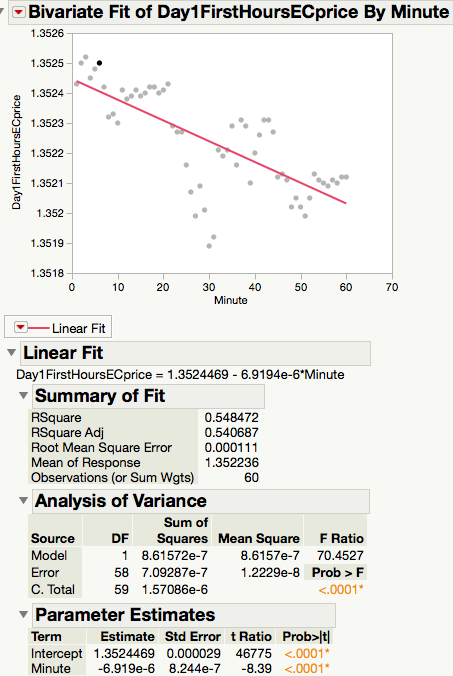 Bivariate Fit of Day1FirstHoursECprice By Minute
1.3526
1.3525
1.3524
1.3523
1.3522
1.3521
1.352
1.3519
1.3518
Day1FirstHoursECprice
0 10 20 30 40 50 60 70
Minute
Linear Fit
Linear Fit
Day1FirstHoursECprice = 1.3524469 - 6.9194e-6*Minute
Summary of Fit
RSquare 0.548472
RSquare Adj 0.540687
Root Mean Square Error 0.000111
Mean of Response 1.352236
Observations (or Sum Wgts) 60
Analysis of Variance
Sum of
Source DF Squares Mean Square F Ratio
Model 1 8.61572e-7 8.6157e-7 70.4527
Error 58 7.09287e-7 1.2229e-8 Prob > F
C. Total 59 1.57086e-6 <.0001*
Parameter Estimates
Term Estimate Std Error t Ratio Prob>|t|
Intercept 1.3524469 0.000029 46775 <.0001*
Minute -6.919e-6 8.244e-7 -8.39 <.0001*